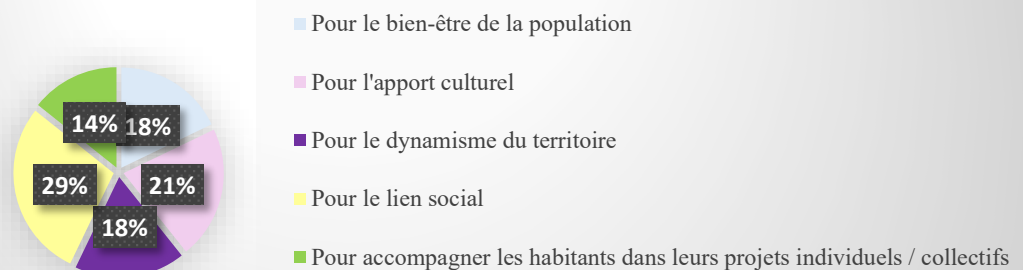 Pour le bien-être de la population
Pour l'apport culturel
Pour le dynamisme du territoire
Pour le lien social
Pour accompagner les habitants dans leurs projets individuels / collectifs
14% 18%
29% 21%
18%